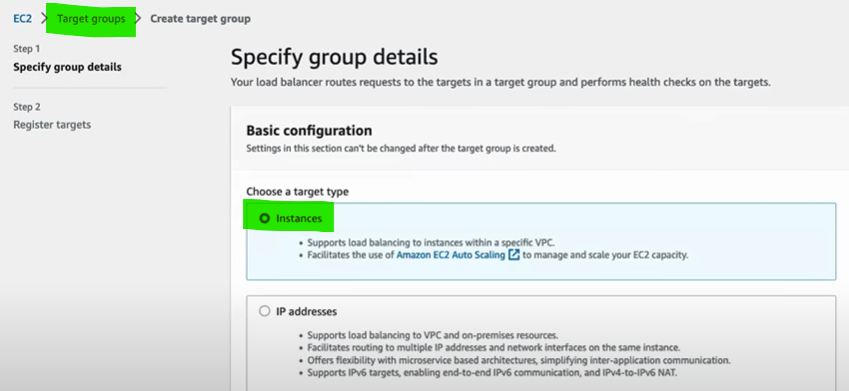 EC2 > Target groups > Create target group
Step 1
Specify group details
Step 2
Register targets
Specify group details
Your load balancer routes requests to the targets in a target group and performs health checks on the targets.
Basic configuration
Settings in this section can't be changed after the target group is created.
Choose a target type
Instances
• Supports load balancing to instances within a specific VPC.
• Facilitates the use of Amazon EC2 Auto Scaling to manage and scale your EC2 capacity.
IP addresses
• Supports load balancing to VPC and on-premises resources.
• Facilitates routing to multiple IP addresses and network interfaces on the same instance.
• Offers flexibility with microservice based architectures, simplifying inter-application communication.
• Supports IPv6 targets, enabling end-to-end IPv6 communication, and IPv4-to-IPv6 NAT.